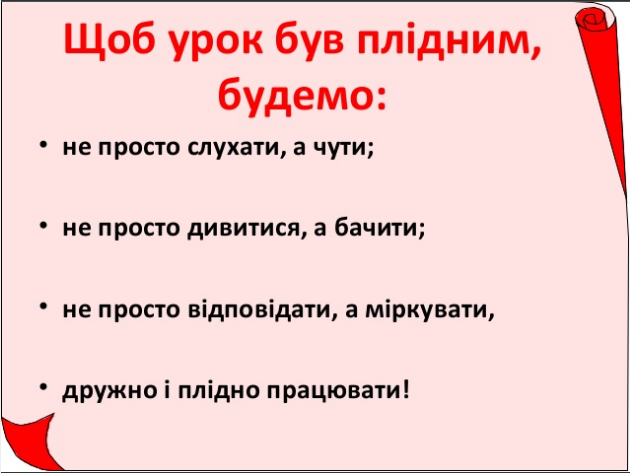 Щоб урок був плідним,
будемо:
• не просто слухати, а чути;
• не просто дивитися, а бачити;
• не просто відповідати, а міркувати,
• дружно і плідно працювати!